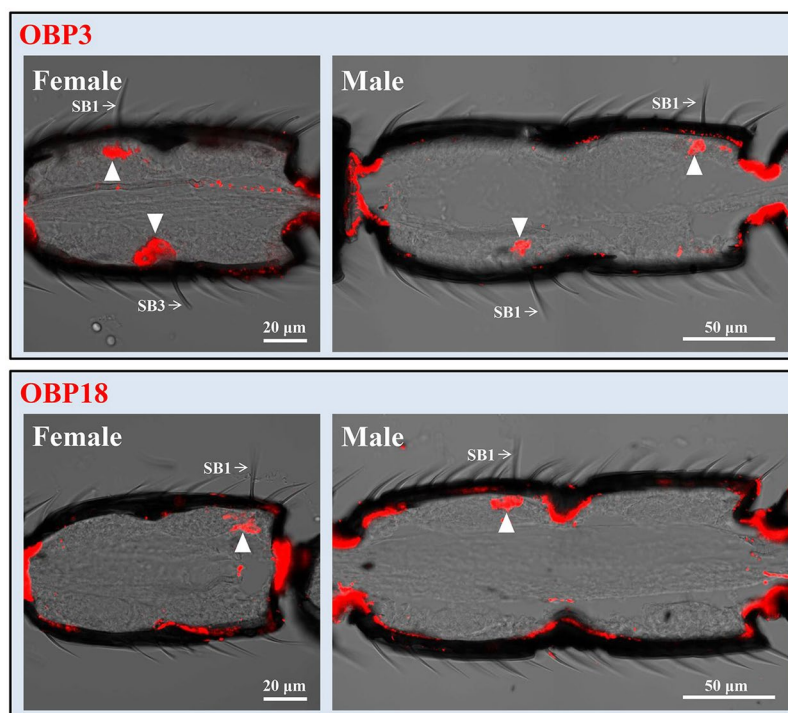 OBP3
Female
SB1→
SB3→
20 µm
Male
SB1→
SB1→
50 µm
OBP18
Female
SB1→
20 µm
Male
SB1→
50 µm